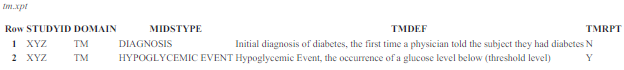 tm.xpt
Row STUDYID DOMAIN MIDSTYPE TMDEF TMRPT
1 XYZ TM DIAGNOSIS Initial diagnosis of diabetes, the first time a physician told the subject they had diabetes N
2 XYZ TM HYPOGLYCEMIC EVENT Hypoglycemic Event, the occurrence of a glucose level below (threshold level) Y